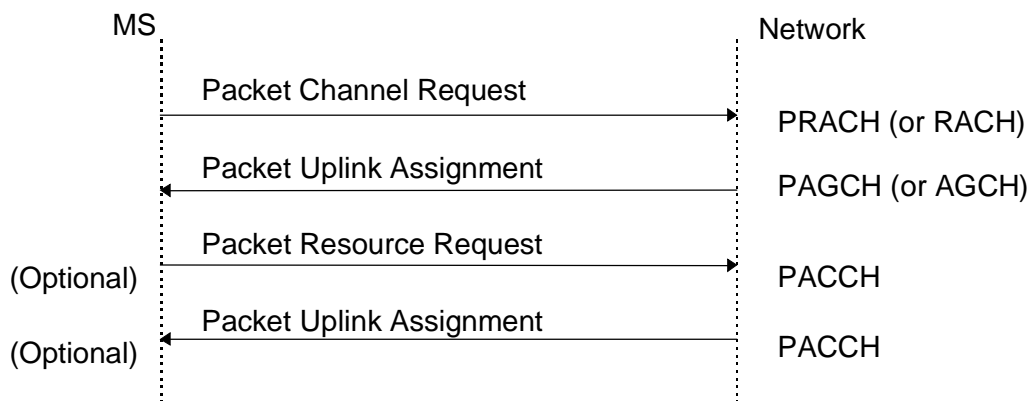 MS
Network
Packet Channel Request
PRACH (or RACH)
Packet Uplink Assignment
PAGCH (or AGCH)
Packet Resource Request
(Optional)
PACCH
Packet Uplink Assignment
(Optional)
PACCH